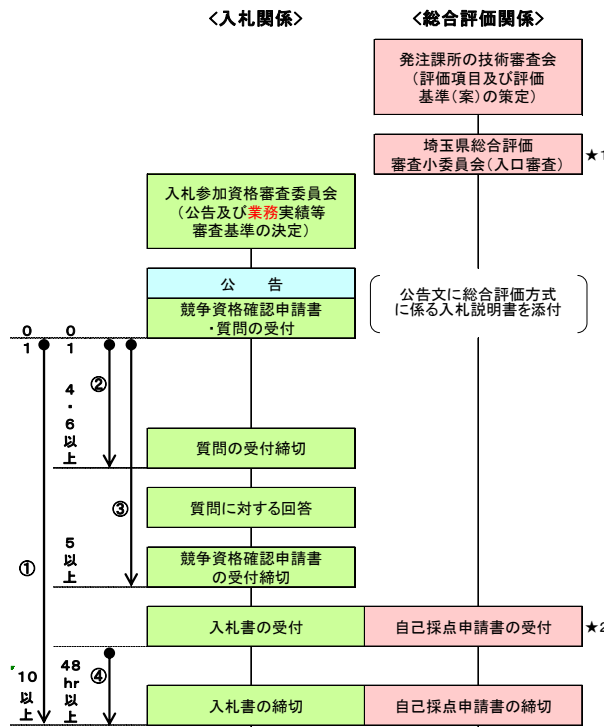 ＜入札関係＞
＜総合評価関係＞
発注課所の技術審査会
（評価項目及び評価
基準（案）の策定）
埼玉県総合評価
審査小委員会（入口審査）
★1
入札参加資格審査委員会
（公告及び業務実績等
審査基準の決定）
公　告
競争資格確認申請書
・質問の受付
公告文に総合評価方式
に係る入札説明書を添付
0
0
1
1
②
4・6以上
質問の受付締切
③
質問に対する回答
5以上
競争資格確認申請書
の受付締切
①
入札書の受付
自己採点申請書の受付
★2
10以上
48hr以上
④
入札書の締切
自己採点申請書の締切